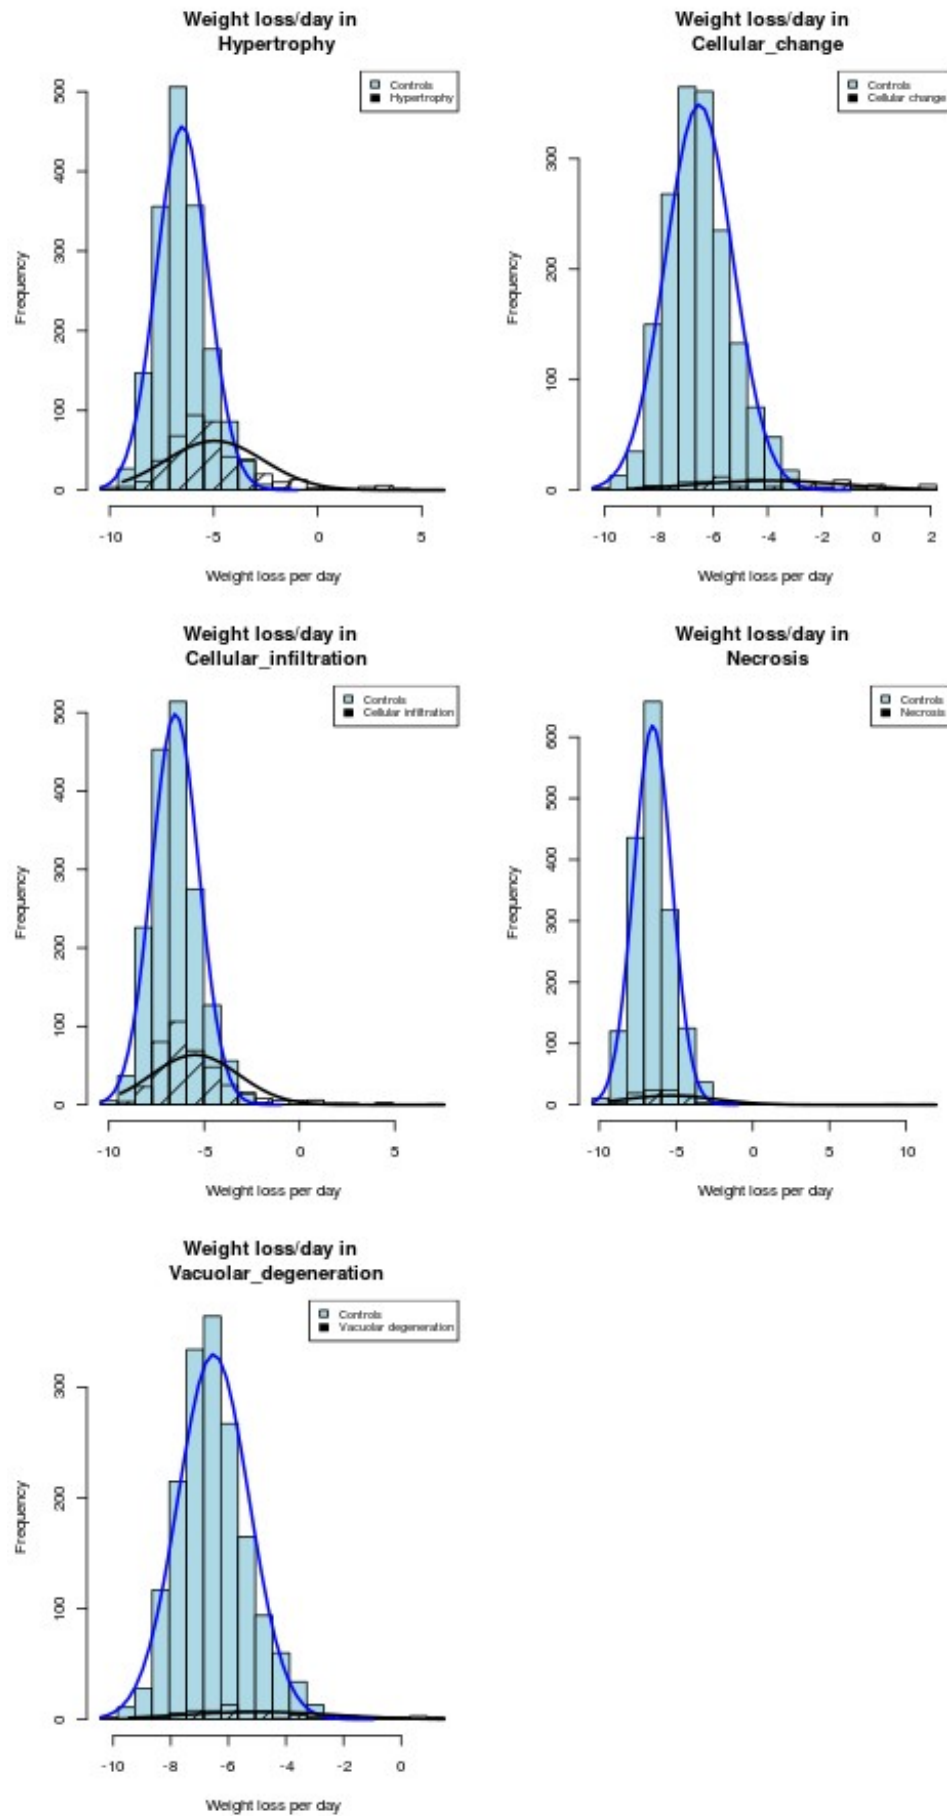 Weight loss/day in
Hypertrophy
Controls
Hypertrophy
Frequency
0
100
200
300
400
500
-10
-5
0
5
Weight loss per day
Weight loss/day in
Cellular_change
Controls
Cellular change
Frequency
0
100
200
300
-10
-8
-6
-4
-2
0
2
Weight loss per day
Weight loss/day in
Cellular_infiltration
Controls
Cellular infiltration
Frequency
0
100
200
300
400
500
-10
-5
0
5
Weight loss per day
Weight loss/day in
Necrosis
Controls
Necrosis
Frequency
0
100
200
300
400
500
600
-10
-5
0
5
10
Weight loss per day
Weight loss/day in
Vacuolar_degeneration
Controls
Vacuolar degeneration
Frequency
0
100
200
300
-10
-8
-6
-4
-2
0
Weight loss per day